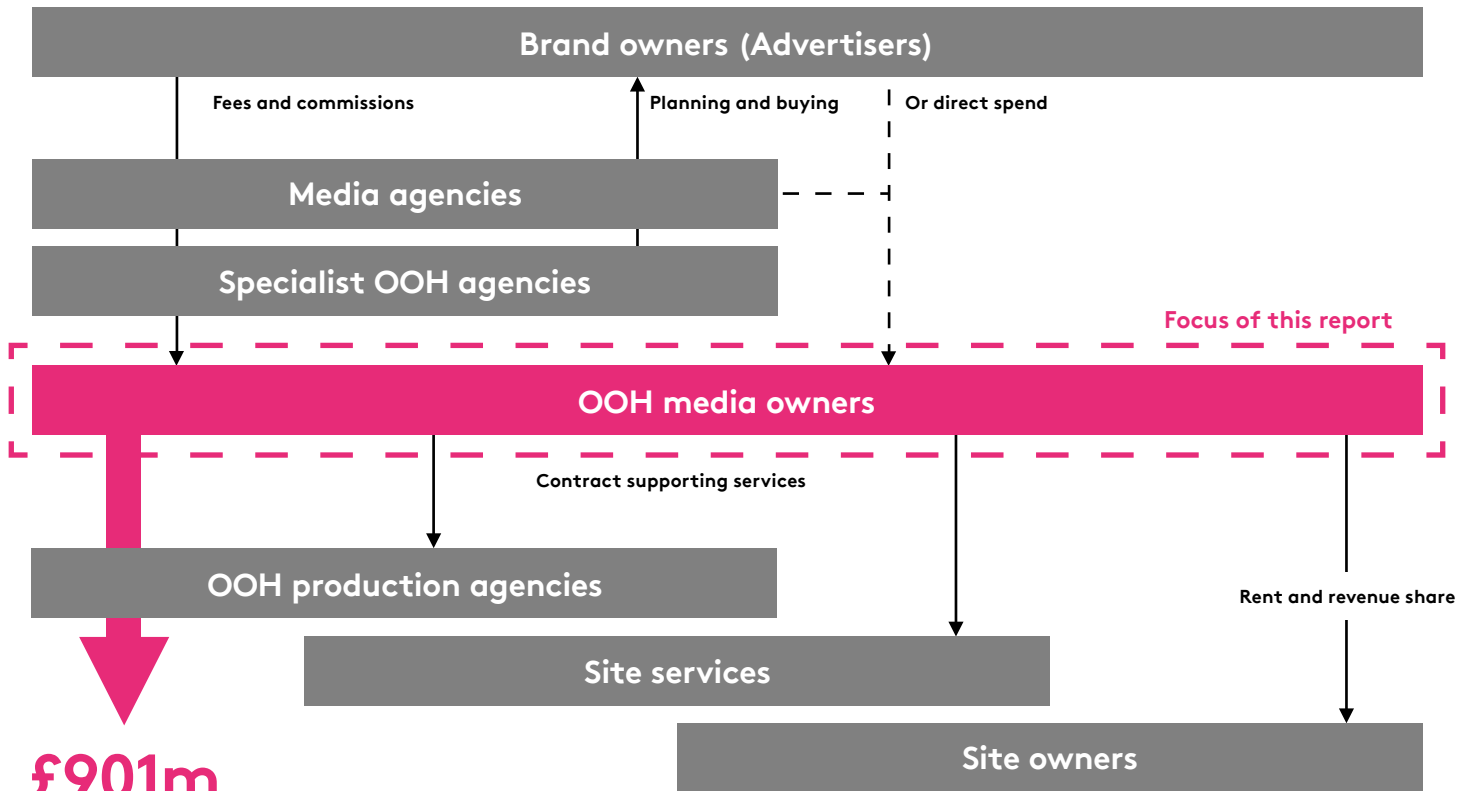 Brand owners (Advertisers)
Fees and commissions
Planning and buying
Or direct spend
Media agencies
Specialist OOH agencies
Focus of this report
OOH media owners
Contract supporting services
OOH production agencies
Rent and revenue share
Site services
Site owners
£901m